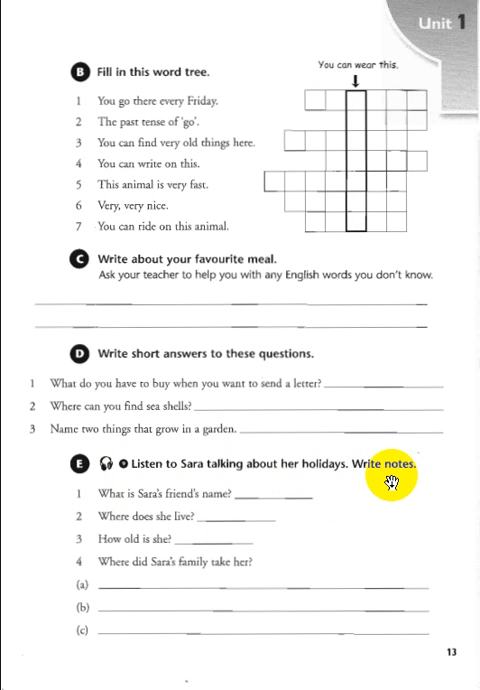 Unit 1
B Fill in this word tree.
You can wear this.
1 You go there every Friday.
2 The past tense of 'go'.
3 You can find very old things here.
4 You can write on this.
5 This animal is very fast.
6 Very, very nice.
7 You can ride on this animal.
C Write about your favourite meal.
Ask your teacher to help you with any English words you don't know.
D Write short answers to these questions.
1 What do you have to buy when you want to send a letter?
2 Where can you find sea shells?
3 Name two things that grow in a garden.
E Listen to Sara talking about her holidays. Write notes.
1 What is Sara's friend's name?
2 Where does she live?
3 How old is she?
4 Where did Sara's family take her?
(a)
(b)
(c)
13